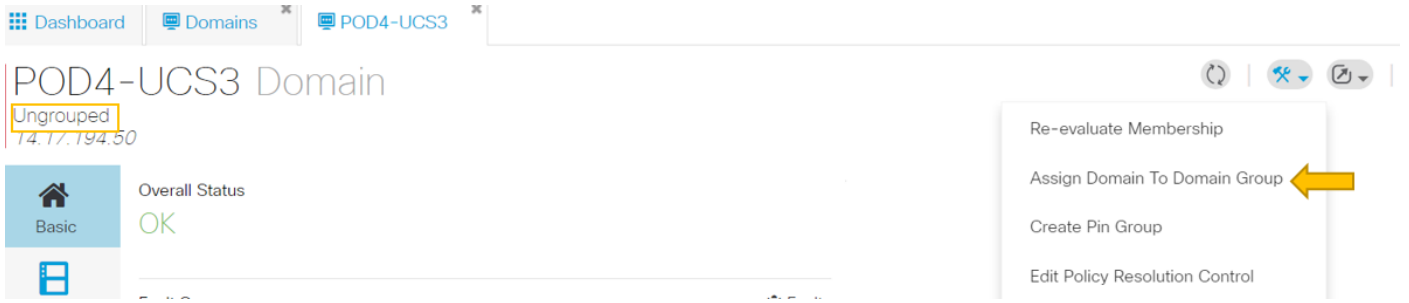 Dashboard Domains POD4-UCS3
POD4-UCS3 Domain
Ungrouped
14.17.194.50
Re-evaluate Membership
Assign Domain To Domain Group
Overall Status
OK
Basic
Create Pin Group
Edit Policy Resolution Control